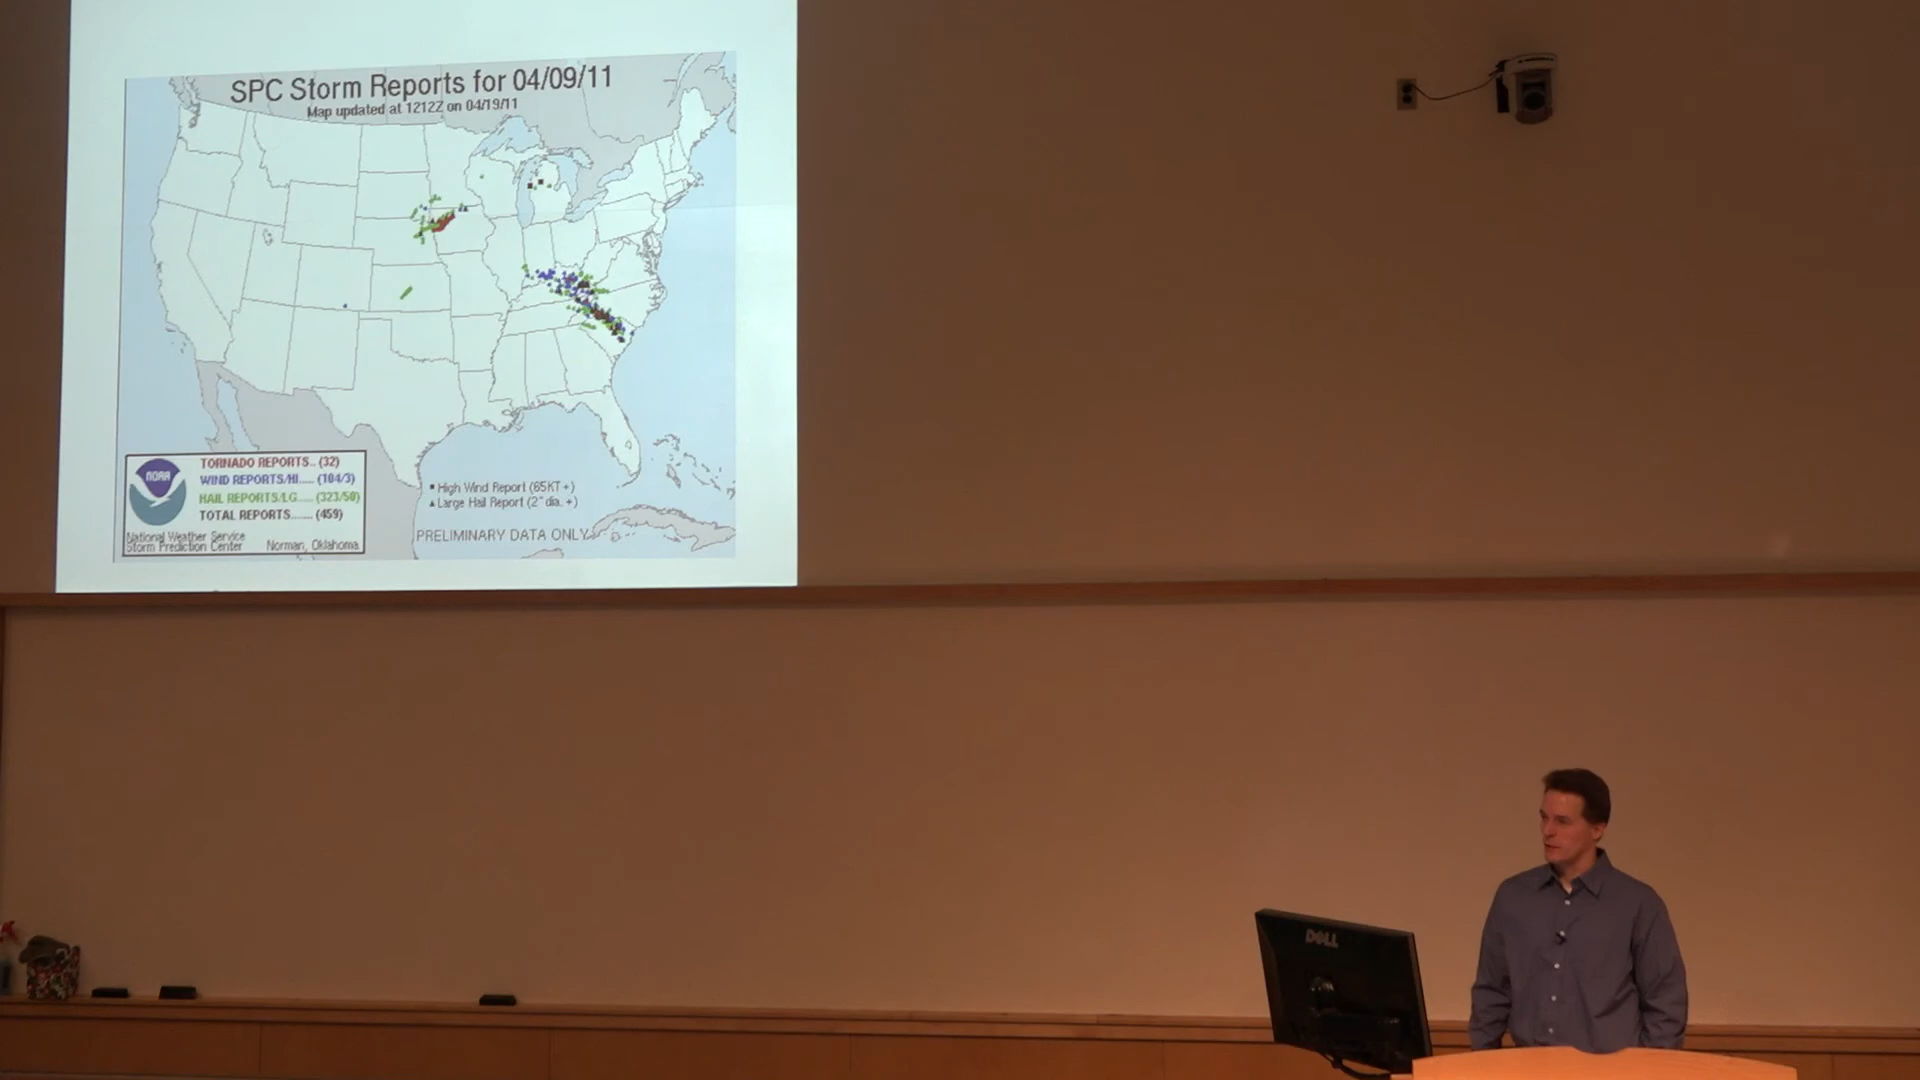 SPC Storm Reports for 04/09/11
Map updated at 1212Z on 04/19/11
NOAA
TORNADO REPORTS.. (32)
WIND REPORTS/HI...... (104/3)
HAIL REPORTS/LG...... (323/50)
TOTAL REPORTS....... (459)
National Weather Service
Storm Prediction Center Norman, Oklahoma
High Wind Report (65KT +)
Large Hail Report (2" dia. +)
PRELIMINARY DATA ONLY
DELL